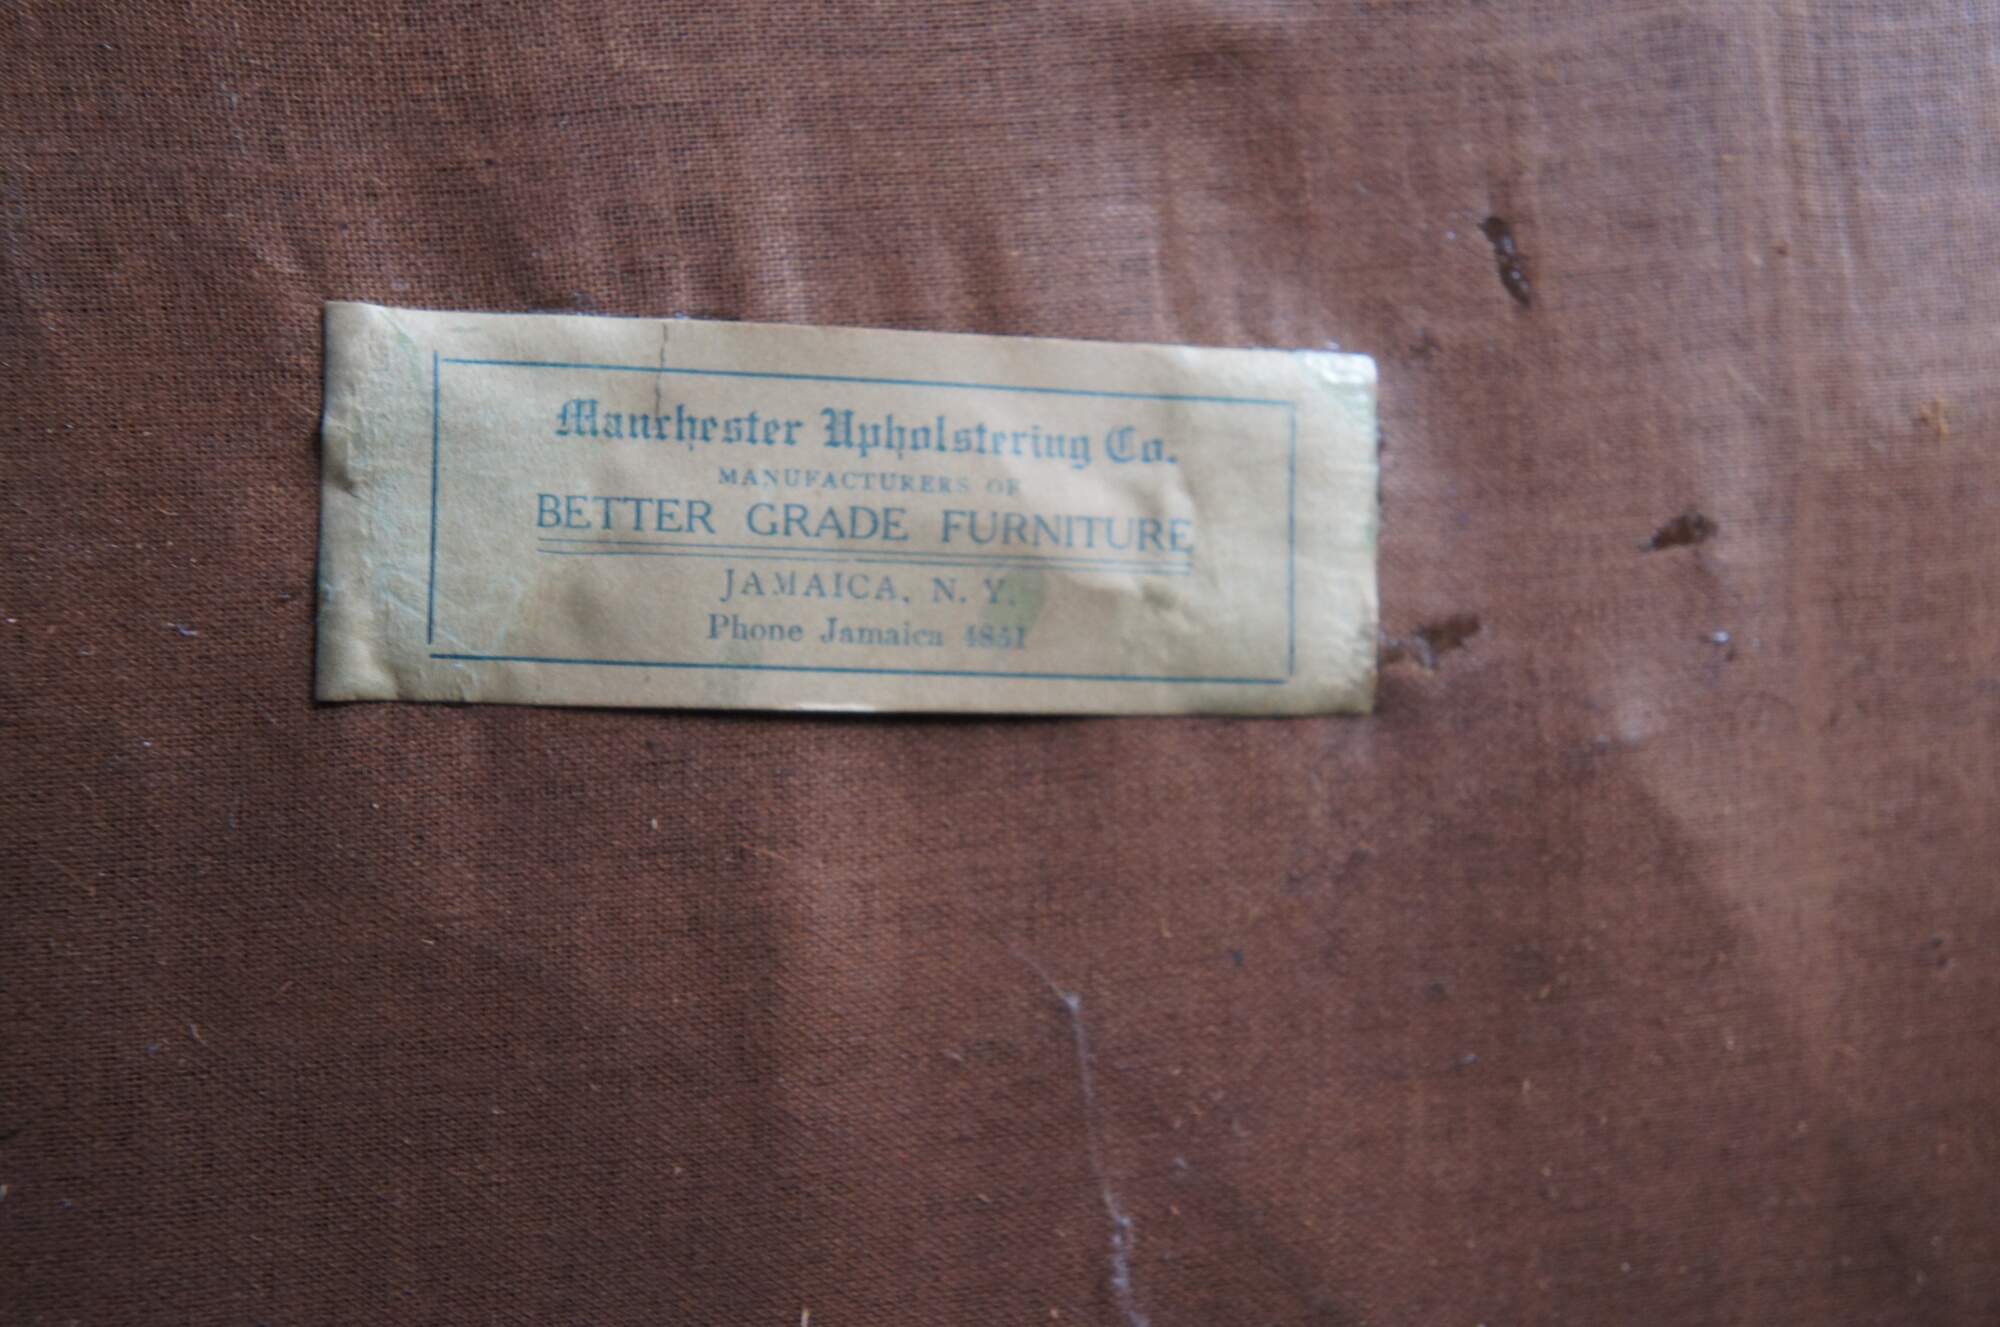 Manchester Upholstering Co.
MANUFACTURERS OF
BETTER GRADE FURNITURE
JAMAICA, N. Y.
Phone Jamaica 4851